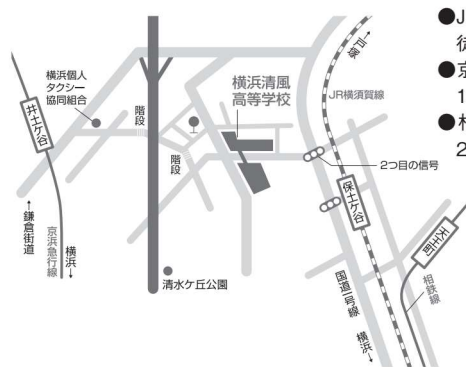 ●J
徒
●京
1
●相
2
↑戸塚
JR横須賀線
横浜清風
高等学校
横浜個人
タクシー
協同組合
階段
階段
井土ヶ谷
2つ目の信号
保土ヶ谷
天王町
相鉄線
←鎌倉街道
京浜急行線
横浜→
清水ケ丘公園
国道一号線
横浜→